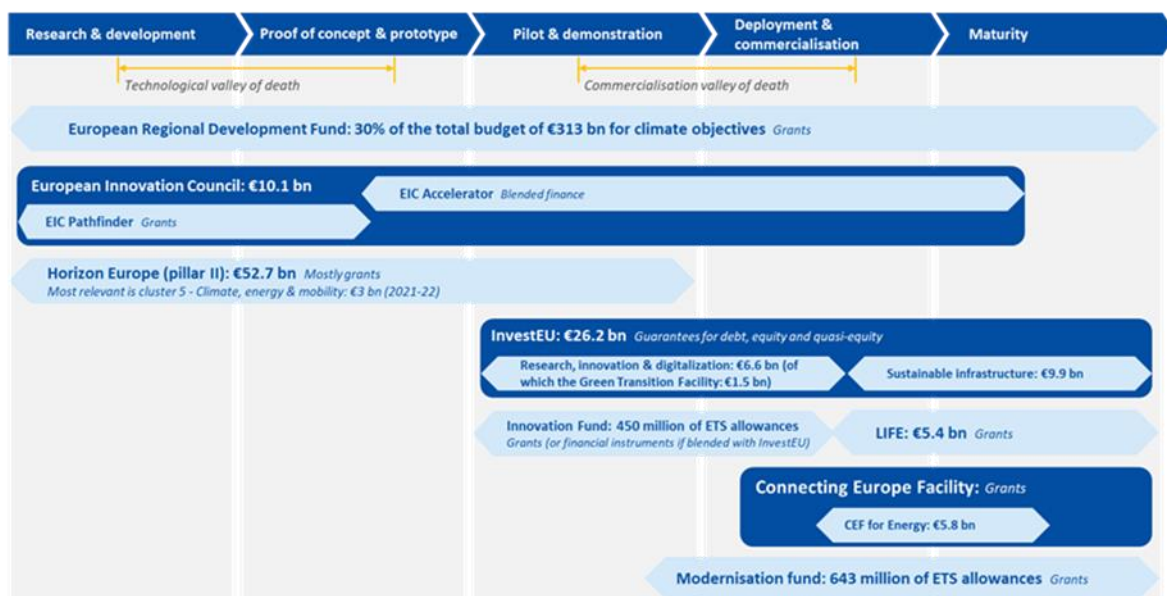 Research & development
Proof of concept & prototype
Pilot & demonstration
Deployment &
commercialisation
Maturity
Technological valley of death
Commercialisation valley of death
European Regional Development Fund: 30% of the total budget of €313 bn for climate objectives Grants
European Innovation Council: €10.1 bn
EIC Accelerator Blended finance
EIC Pathfinder Grants
Horizon Europe (pillar II): €52.7 bn Mostly grants
Most relevant is cluster 5 - Climate, energy & mobility: €3 bn (2021-22)
InvestEU: €26.2 bn Guarantees for debt, equity and quasi-equity
Research, innovation & digitalization: €6.6 bn (of
which the Green Transition Facility: €1.5 bn)
Sustainable infrastructure: €9.9 bn
Innovation Fund: 450 million of ETS allowances
Grants (or financial instruments if blended with InvestEU)
LIFE: €5.4 bn Grants
Connecting Europe Facility: Grants
CEF for Energy: €5.8 bn
Modernisation fund: 643 million of ETS allowances Grants